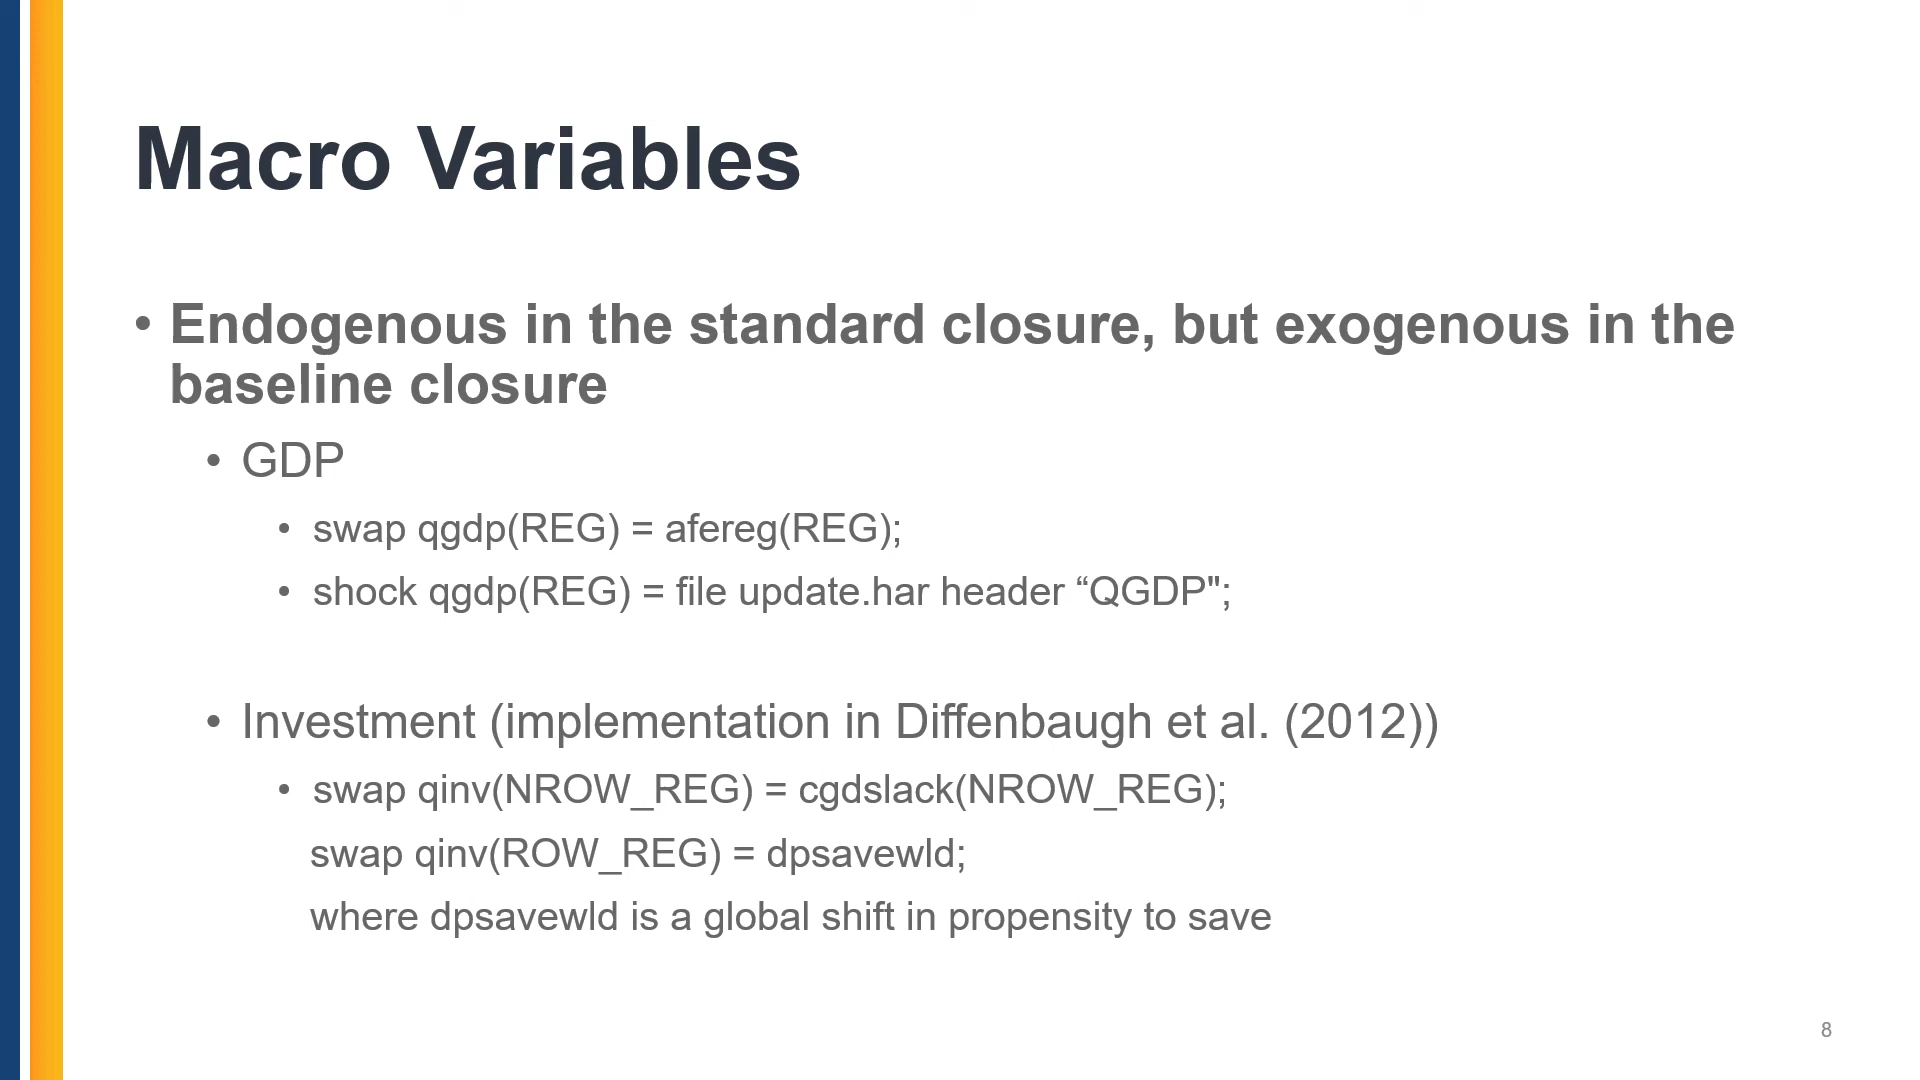 Macro Variables
• Endogenous in the standard closure, but exogenous in the
baseline closure
• GDP
• swap qgdp(REG) = afereg(REG);
• shock qgdp(REG) = file update.har header “QGDP";
• Investment (implementation in Diffenbaugh et al. (2012))
• swap qinv(NROW_REG) = cgdslack(NROW_REG);
swap qinv(ROW_REG) = dpsavewld;
where dpsavewld is a global shift in propensity to save
8